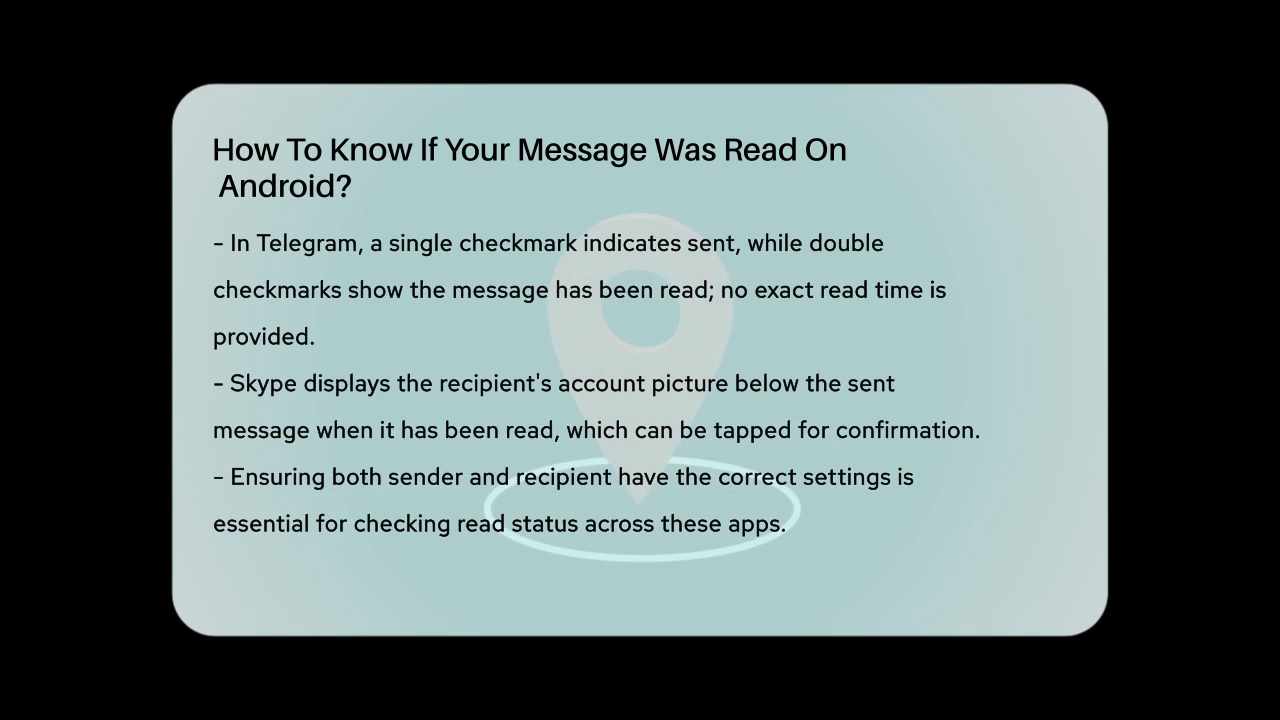 How To Know If Your Message Was Read On
Android?
- In Telegram, a single checkmark indicates sent, while double
checkmarks show the message has been read; no exact read time is
provided.
- Skype displays the recipient's account picture below the sent
message when it has been read, which can be tapped for confirmation.
- Ensuring both sender and recipient have the correct settings is
essential for checking read status across these apps.